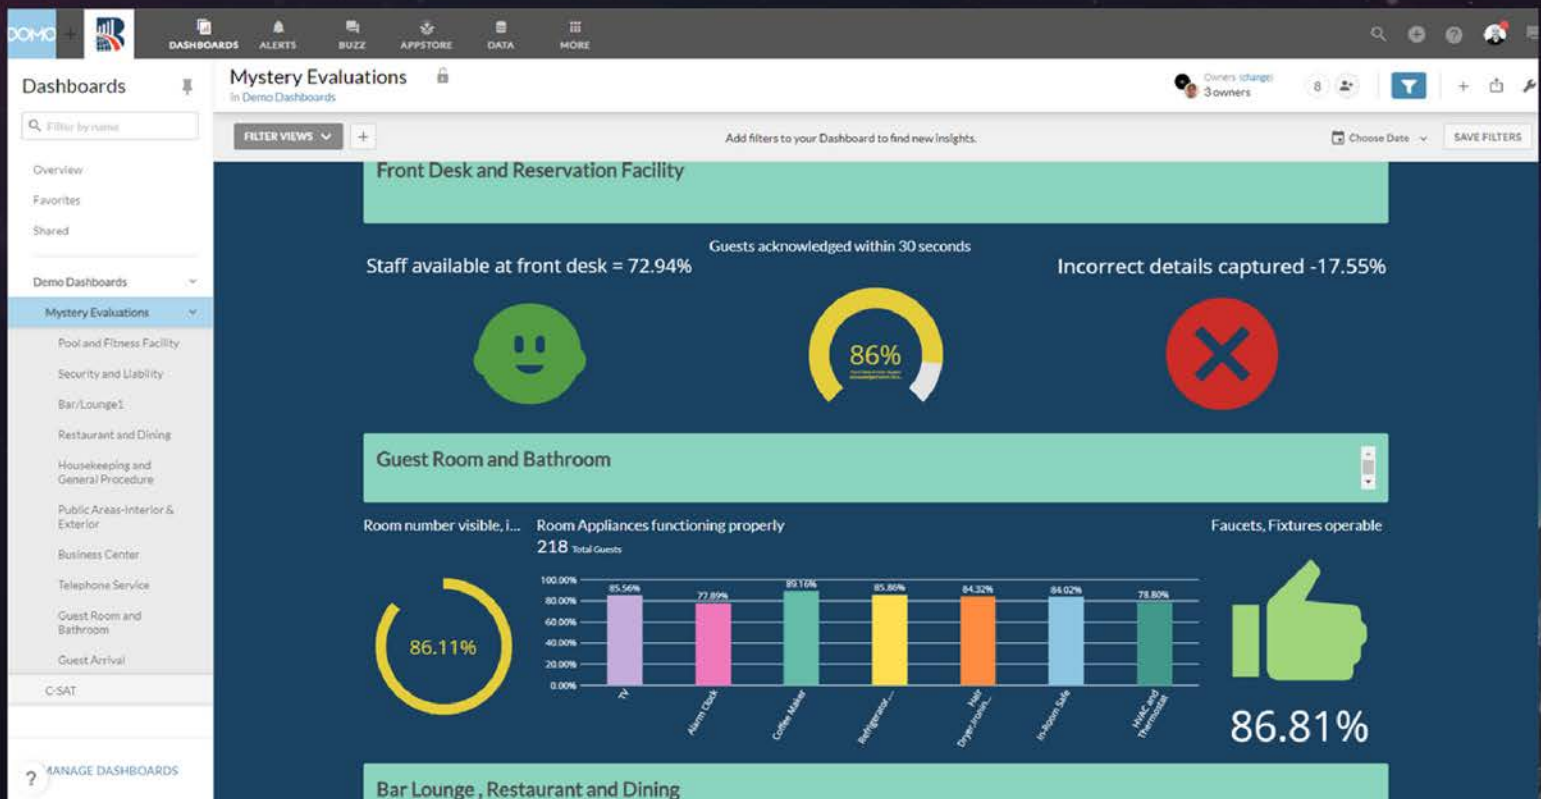 DOMO
+
DASHBOARDS
ALERTS
BUZZ
APPSTORE
DATA
MORE
Dashboards
Filter by name
Overview
Favorites
Shared
Demo Dashboards
Mystery Evaluations
Pool and Fitness Facility
Security and Liability
Bar/Lounge1
Restaurant and Dining
Housekeeping and
General Procedure
Public Areas-Interior &
Exterior
Business Center
Telephone Service
Guest Room and
Bathroom
Guest Arrival
C-SAT
?
MANAGE DASHBOARDS
Mystery Evaluations
in Demo Dashboards
Owners (change)
3 owners
8
+
FILTER VIEWS
+
Add filters to your Dashboard to find new insights.
Choose Date
SAVE FILTERS
Front Desk and Reservation Facility
Staff available at front desk = 72.94%
Guests acknowledged within 30 seconds
86%
Incorrect details captured -17.55%
Guest Room and Bathroom
Room number visible, i...
86.11%
Room Appliances functioning properly
218 Total Guests
100.00%
80.00%
60.00%
40.00%
20.00%
0.00%
85.56%
77.89%
89.16%
85.86%
84.32%
84.02%
78.80%
TV
Alarm Clock
Coffee Maker
Refrigerator,...
Hair
Dryer,Ironin...
In-Room Safe
HVAC and
Thermostat
Faucets, Fixtures operable
86.81%
Bar Lounge , Restaurant and Dining